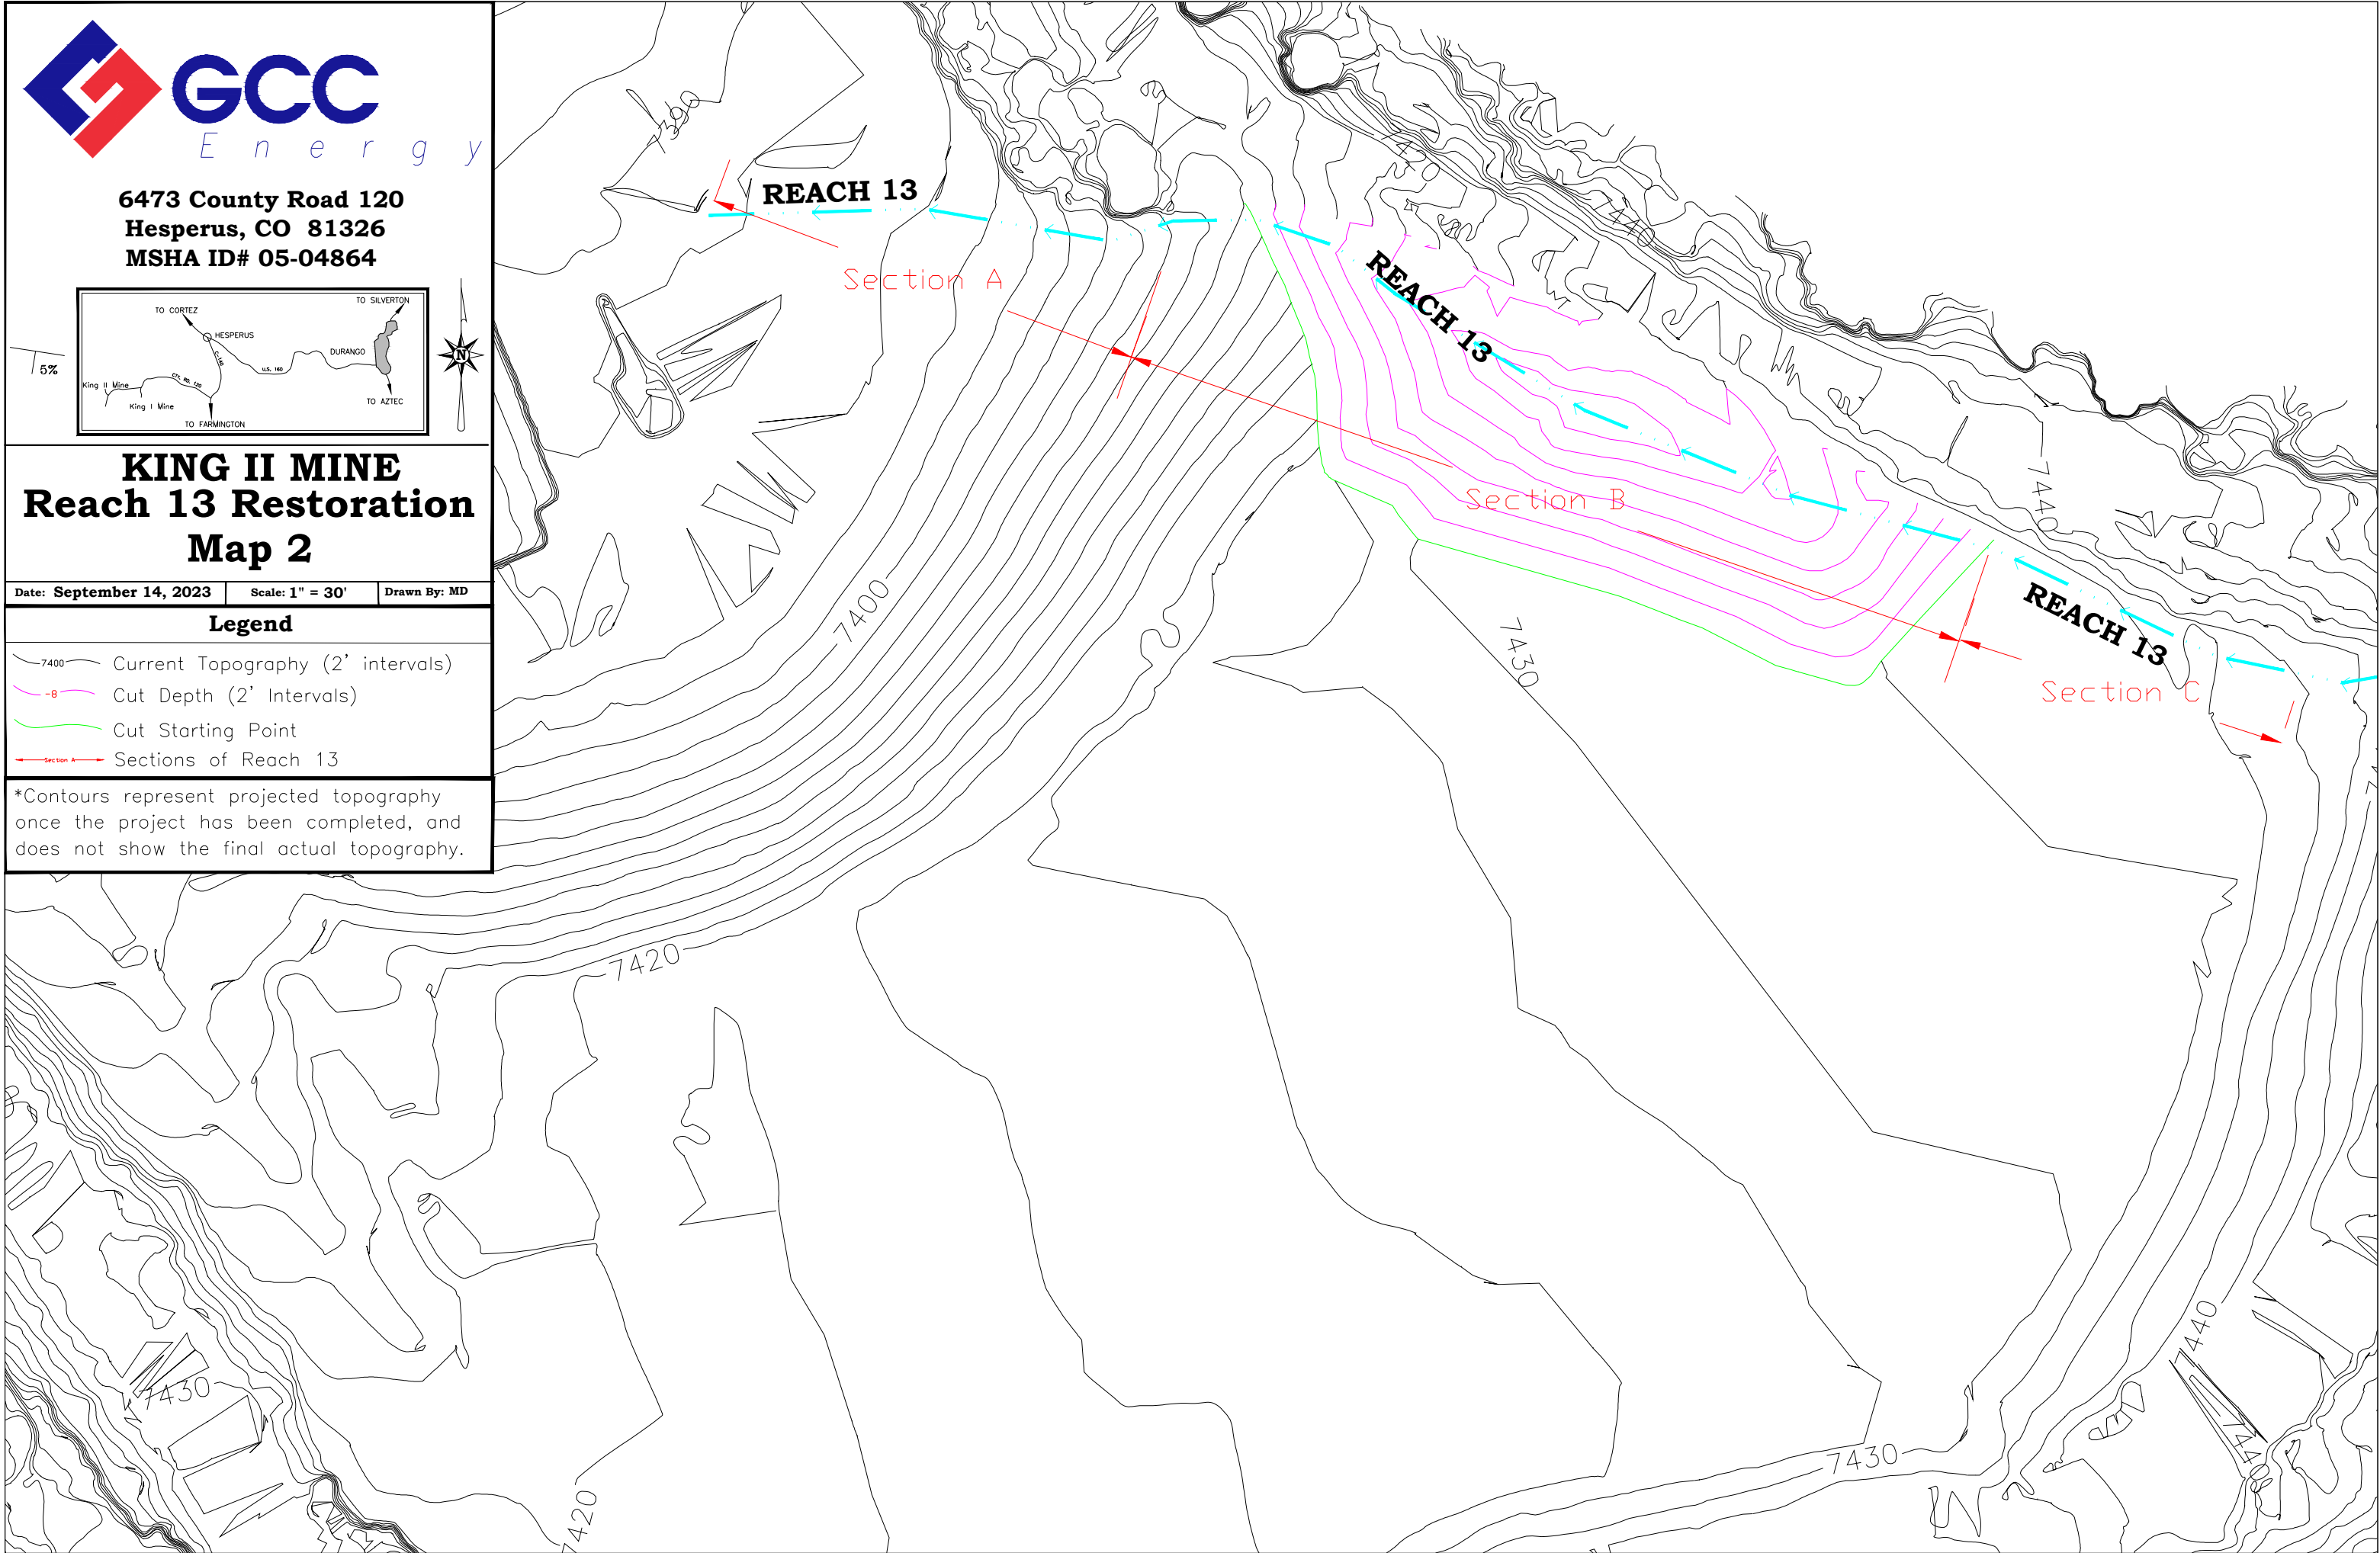 GCC
Energy
6473 County Road 120
Hesperus, CO 81326
MSHA ID# 05-04864
TO SILVERTON
TO CORTEZ
HESPERUS
DURANGO
U.S. 160
CTY. RD. 120
King II Mine
King I Mine
TO AZTEC
TO FARMINGTON
5%
N
KING II MINE
Reach 13 Restoration
Map 2
Date: September 14, 2023
Scale: 1" = 30'
Drawn By: MD
Legend
7400 Current Topography (2' intervals)
-8 Cut Depth (2' Intervals)
Cut Starting Point
Section A Sections of Reach 13
*Contours represent projected topography
once the project has been completed, and
does not show the final actual topography.
REACH 13
Section A
REACH 13
Section B
REACH 13
Section C
7440
7440
7400
7430
7420
7430
7420
7430
7440
7440